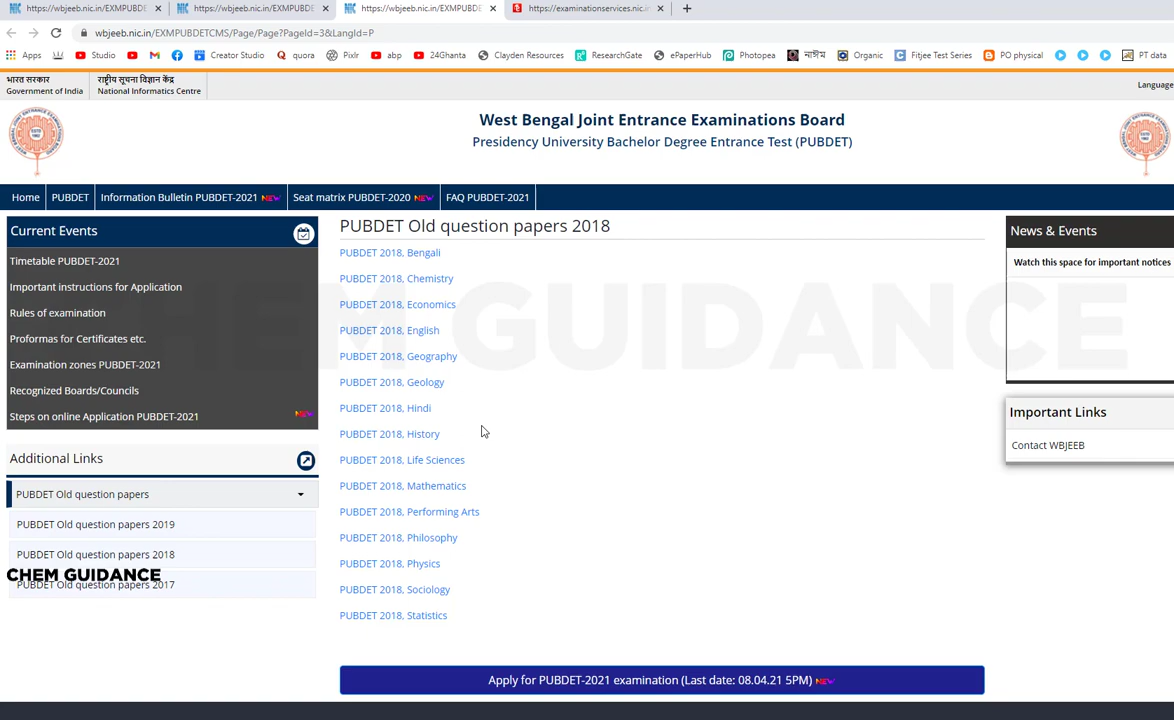 https://wbjeeb.nic.in/EXMPUBDE
https://wbjeeb.nic.in/EXMPUBDE
https://wbjeeb.nic.in/EXMPUBDE
https://examinationservices.nic.in
wbjeeb.nic.in/EXMPUBDETCMS/Page/Page?PageId=3&LangId=P
Apps Studio Creator Studio quora Pixlr abp 24Ghanta Clayden Resources ResearchGate ePaperHub Photopea নাঈম Organic Fitjee Test Series PO physical PT data
भारत सरकार
Government of India
राष्ट्रीय सूचना विज्ञान केंद्र
National Informatics Centre
Language
West Bengal Joint Entrance Examinations Board
Presidency University Bachelor Degree Entrance Test (PUBDET)
Home PUBDET Information Bulletin PUBDET-2021 NEW Seat matrix PUBDET-2020 NEW FAQ PUBDET-2021
Current Events
Timetable PUBDET-2021
Important instructions for Application
Rules of examination
Proformas for Certificates etc.
Examination zones PUBDET-2021
Recognized Boards/Councils
Steps on online Application PUBDET-2021 NEW
Additional Links
PUBDET Old question papers
PUBDET Old question papers 2019
PUBDET Old question papers 2018
CHEM GUIDANCE
PUBDET Old question papers 2017
PUBDET Old question papers 2018
PUBDET 2018, Bengali
PUBDET 2018, Chemistry
PUBDET 2018, Economics
PUBDET 2018, English
PUBDET 2018, Geography
PUBDET 2018, Geology
PUBDET 2018, Hindi
PUBDET 2018, History
PUBDET 2018, Life Sciences
PUBDET 2018, Mathematics
PUBDET 2018, Performing Arts
PUBDET 2018, Philosophy
PUBDET 2018, Physics
PUBDET 2018, Sociology
PUBDET 2018, Statistics
CHEM GUIDANCE
Apply for PUBDET-2021 examination (Last date: 08.04.21 5PM) NEW
News & Events
Watch this space for important notices
Important Links
Contact WBJEEB